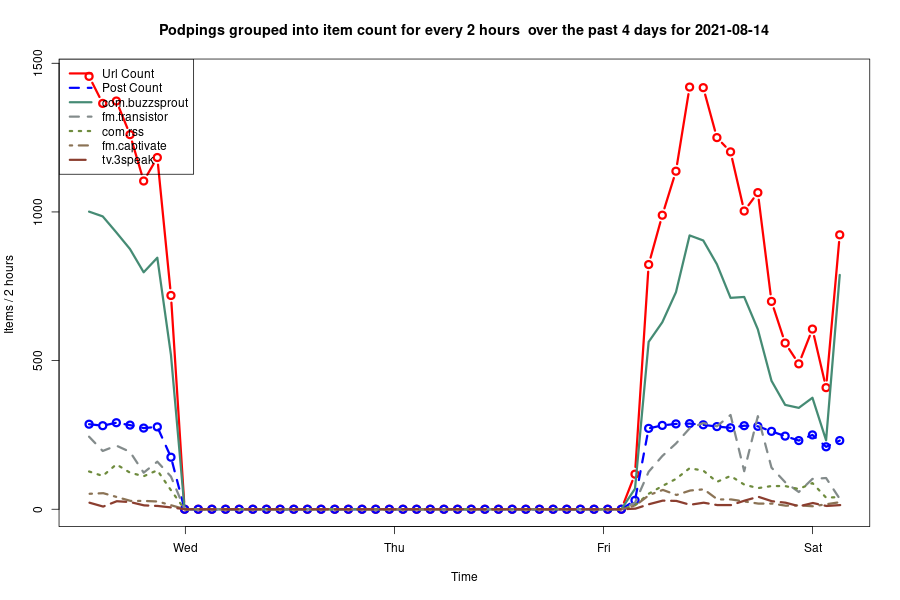 Podpings grouped into item count for every 2 hours  over the past 4 days for 2021-08-14
Url Count
Post Count
com.buzzsprout
fm.transistor
com.rss
fm.captivate
tv.3speak
Items / 2 hours
1500
1000
500
0
Wed
Thu
Fri
Sat
Time